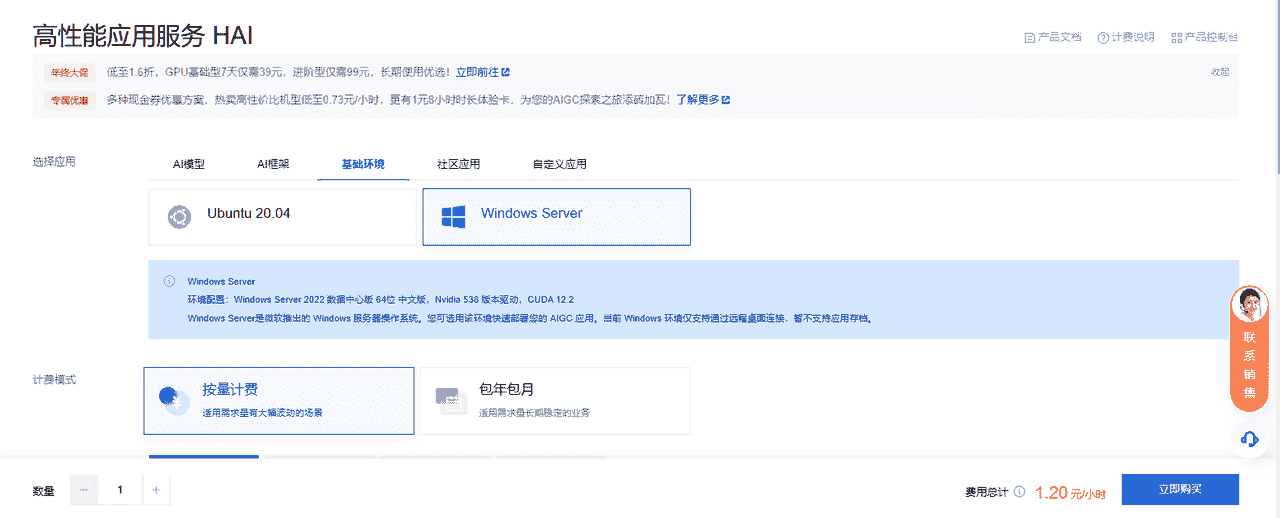 高性能应用服务 HAI
产品文档 计费说明 产品控制台
年终大促 低至1.6折，GPU基础型7天仅需39元，进阶型仅需99元，长期使用优选！立即前往 收起
专属优惠 多种现金券优惠方案，热卖高性价比机型低至0.73元/小时，更有1元8小时时长体验卡，为您的AIGC探索之旅添砖加瓦！了解更多
选择应用 AI模型 AI框架 基础环境 社区应用 自定义应用
Ubuntu 20.04 Windows Server
Windows Server
环境配置：Windows Server 2022 数据中心版 64位 中文版，Nvidia 538 版本驱动，CUDA 12.2
Windows Server是微软推出的 Windows 服务器操作系统。您可选用该环境快速部署您的 AIGC 应用。当前 Windows 环境仅支持通过远程桌面连接，暂不支持应用存档。
联系销售
计费模式 按量计费 包年包月
适用需求量有大幅波动的场景 适用需求量长期稳定的业务
数量 1 费用总计 1.20 元/小时 立即购买